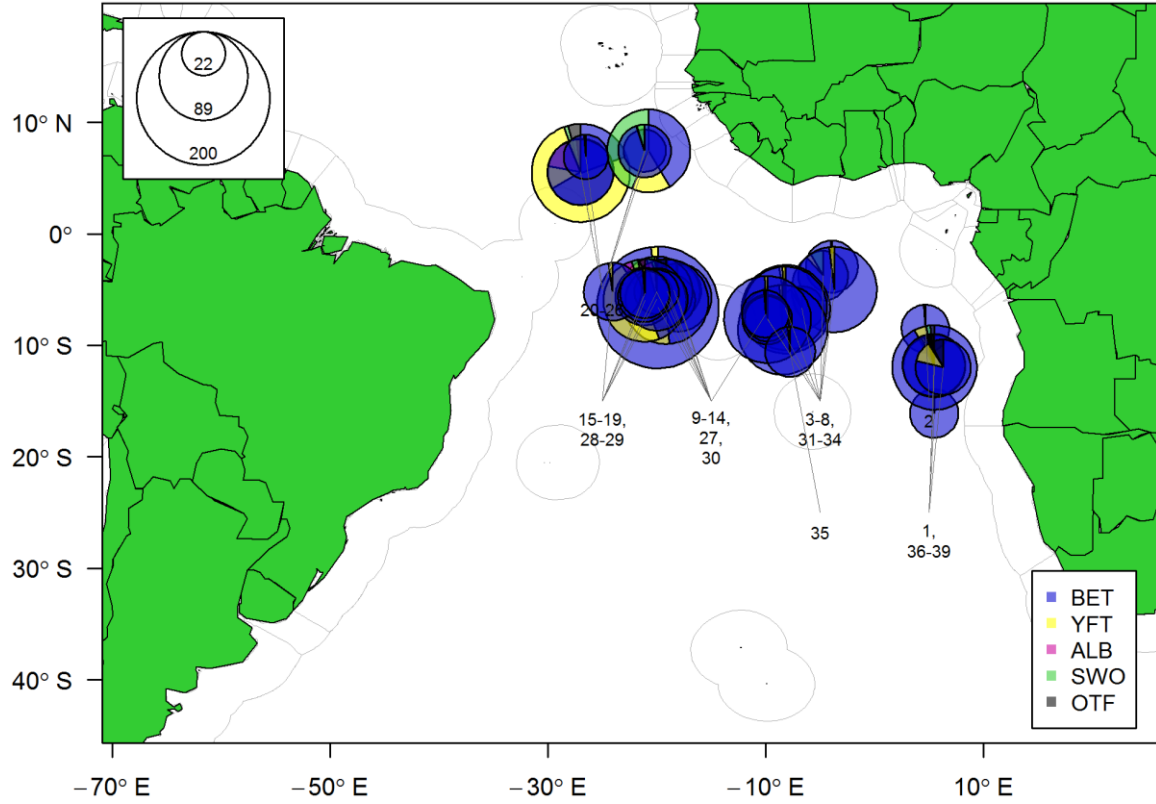 22
89
200
10° N
0°
10° S
20° S
30° S
40° S
20-26
15-19,
28-29
9-14,
27,
30
3-8,
31-34
2
35
1,
36-39
BET
YFT
ALB
SWO
OTF
−70° E
−50° E
−30° E
−10° E
10° E